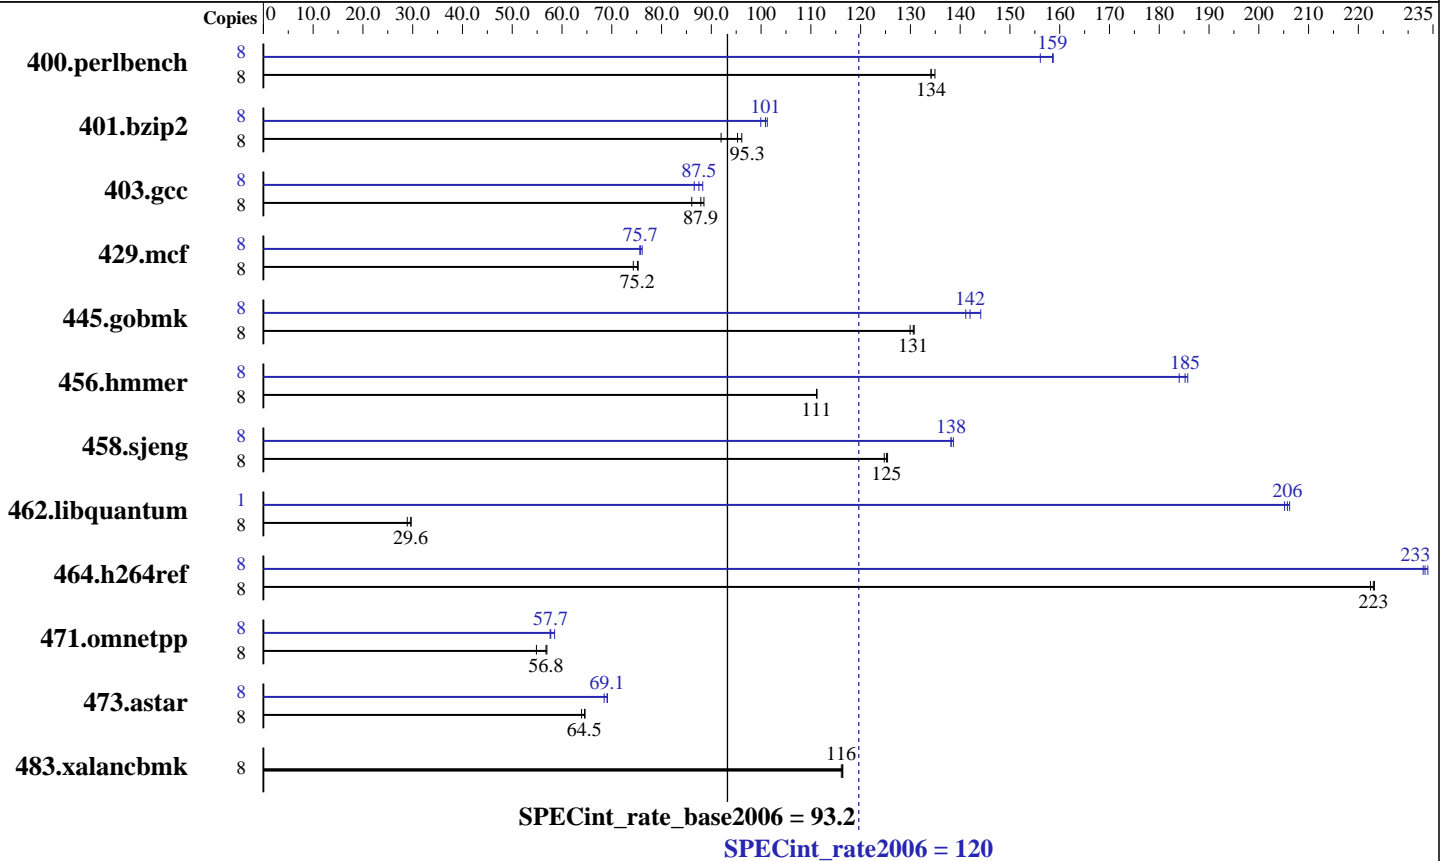 Copies 0 10.0 20.0 30.0 40.0 50.0 60.0 70.0 80.0 90.0 100 110 120 130 140 150 160 170 180 190 200 210 220 235
400.perlbench 8 159
8 134
401.bzip2 8 101
8 95.3
403.gcc 8 87.5
8 87.9
429.mcf 8 75.7
8 75.2
445.gobmk 8 142
8 131
456.hmmer 8 185
8 111
458.sjeng 8 138
8 125
462.libquantum 1 206
8 29.6
464.h264ref 8 233
8 223
471.omnetpp 8 57.7
8 56.8
473.astar 8 69.1
8 64.5
483.xalancbmk 8 116
SPECint_rate_base2006 = 93.2
SPECint_rate2006 = 120